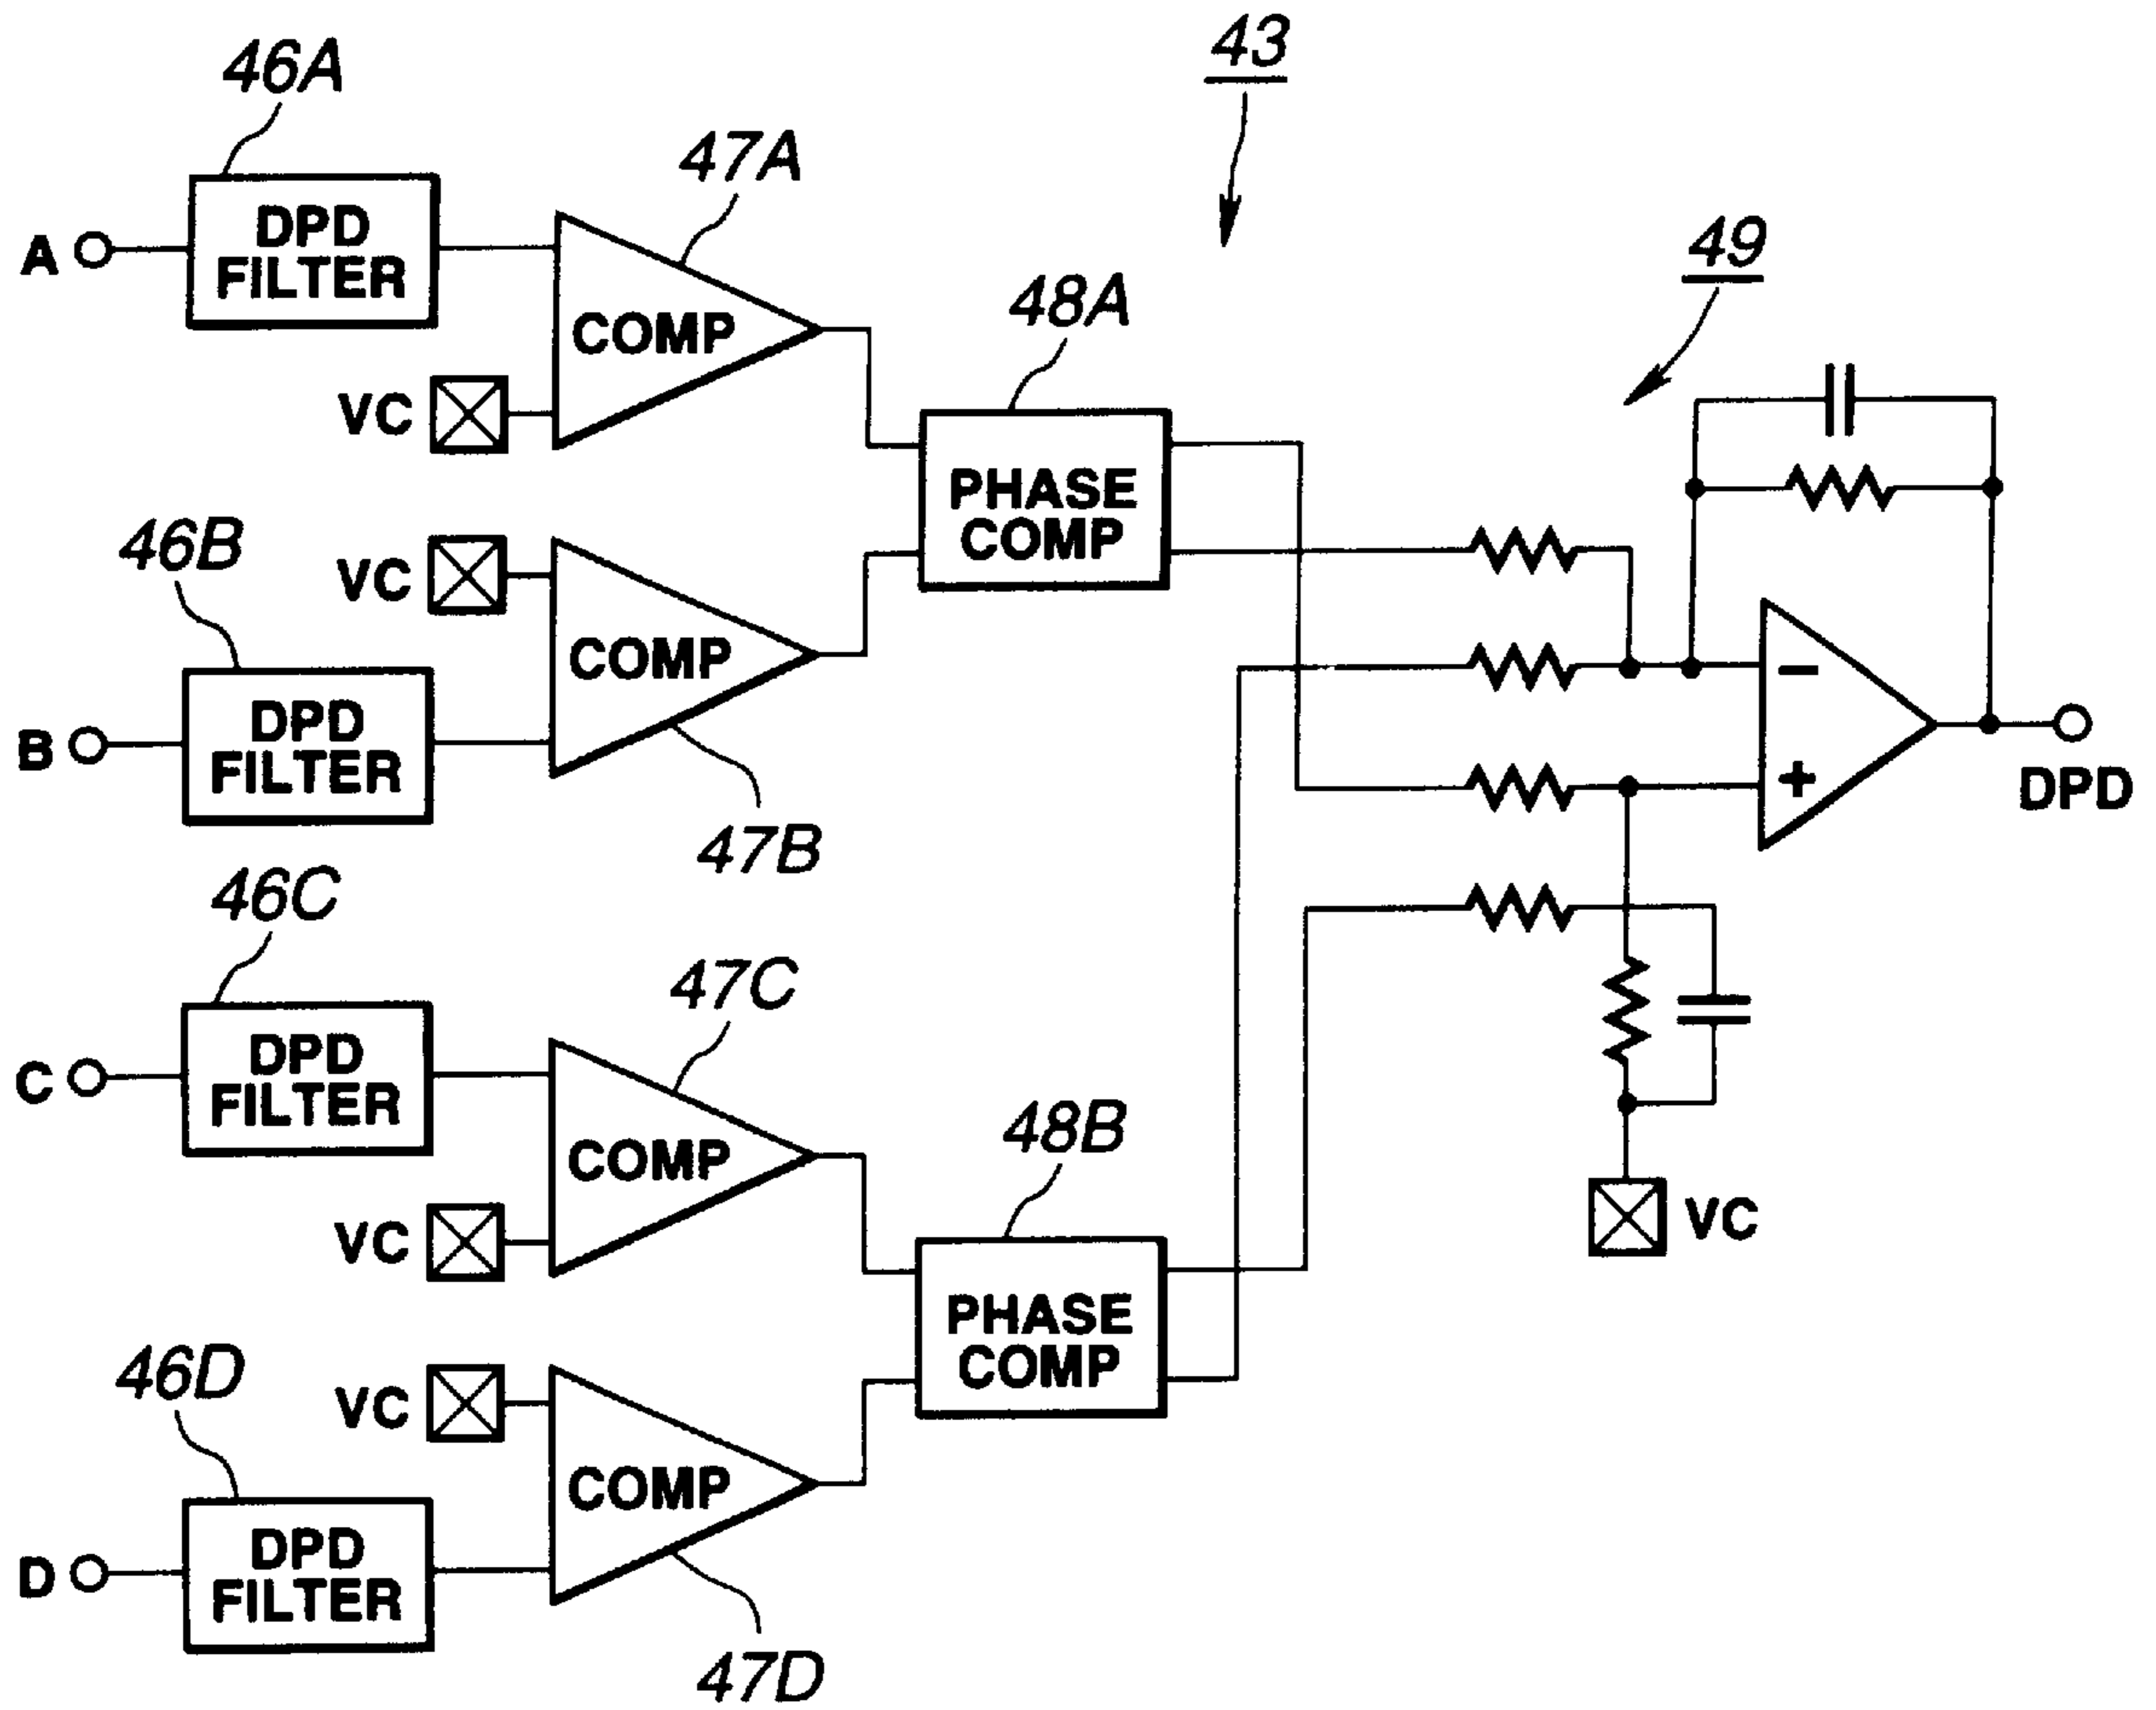 43
46A
47A
A
DPD
FILTER
COMP
VC
48A
49
PHASE
COMP
46B
VC
COMP
B
DPD
FILTER
47B
−
+
DPD
46C
47C
C
DPD
FILTER
COMP
VC
48B
PHASE
COMP
VC
46D
VC
COMP
D
DPD
FILTER
47D